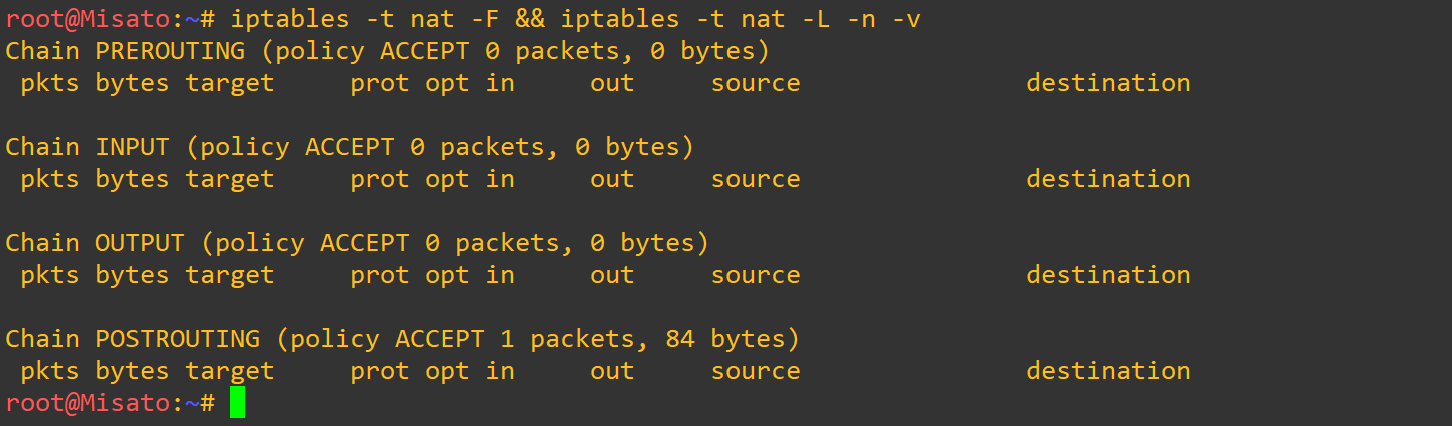 root@Misato:~# iptables -t nat -F && iptables -t nat -L -n -v
Chain PREROUTING (policy ACCEPT 0 packets, 0 bytes)
 pkts bytes target     prot opt in     out     source               destination

Chain INPUT (policy ACCEPT 0 packets, 0 bytes)
 pkts bytes target     prot opt in     out     source               destination

Chain OUTPUT (policy ACCEPT 0 packets, 0 bytes)
 pkts bytes target     prot opt in     out     source               destination

Chain POSTROUTING (policy ACCEPT 1 packets, 84 bytes)
 pkts bytes target     prot opt in     out     source               destination
root@Misato:~#